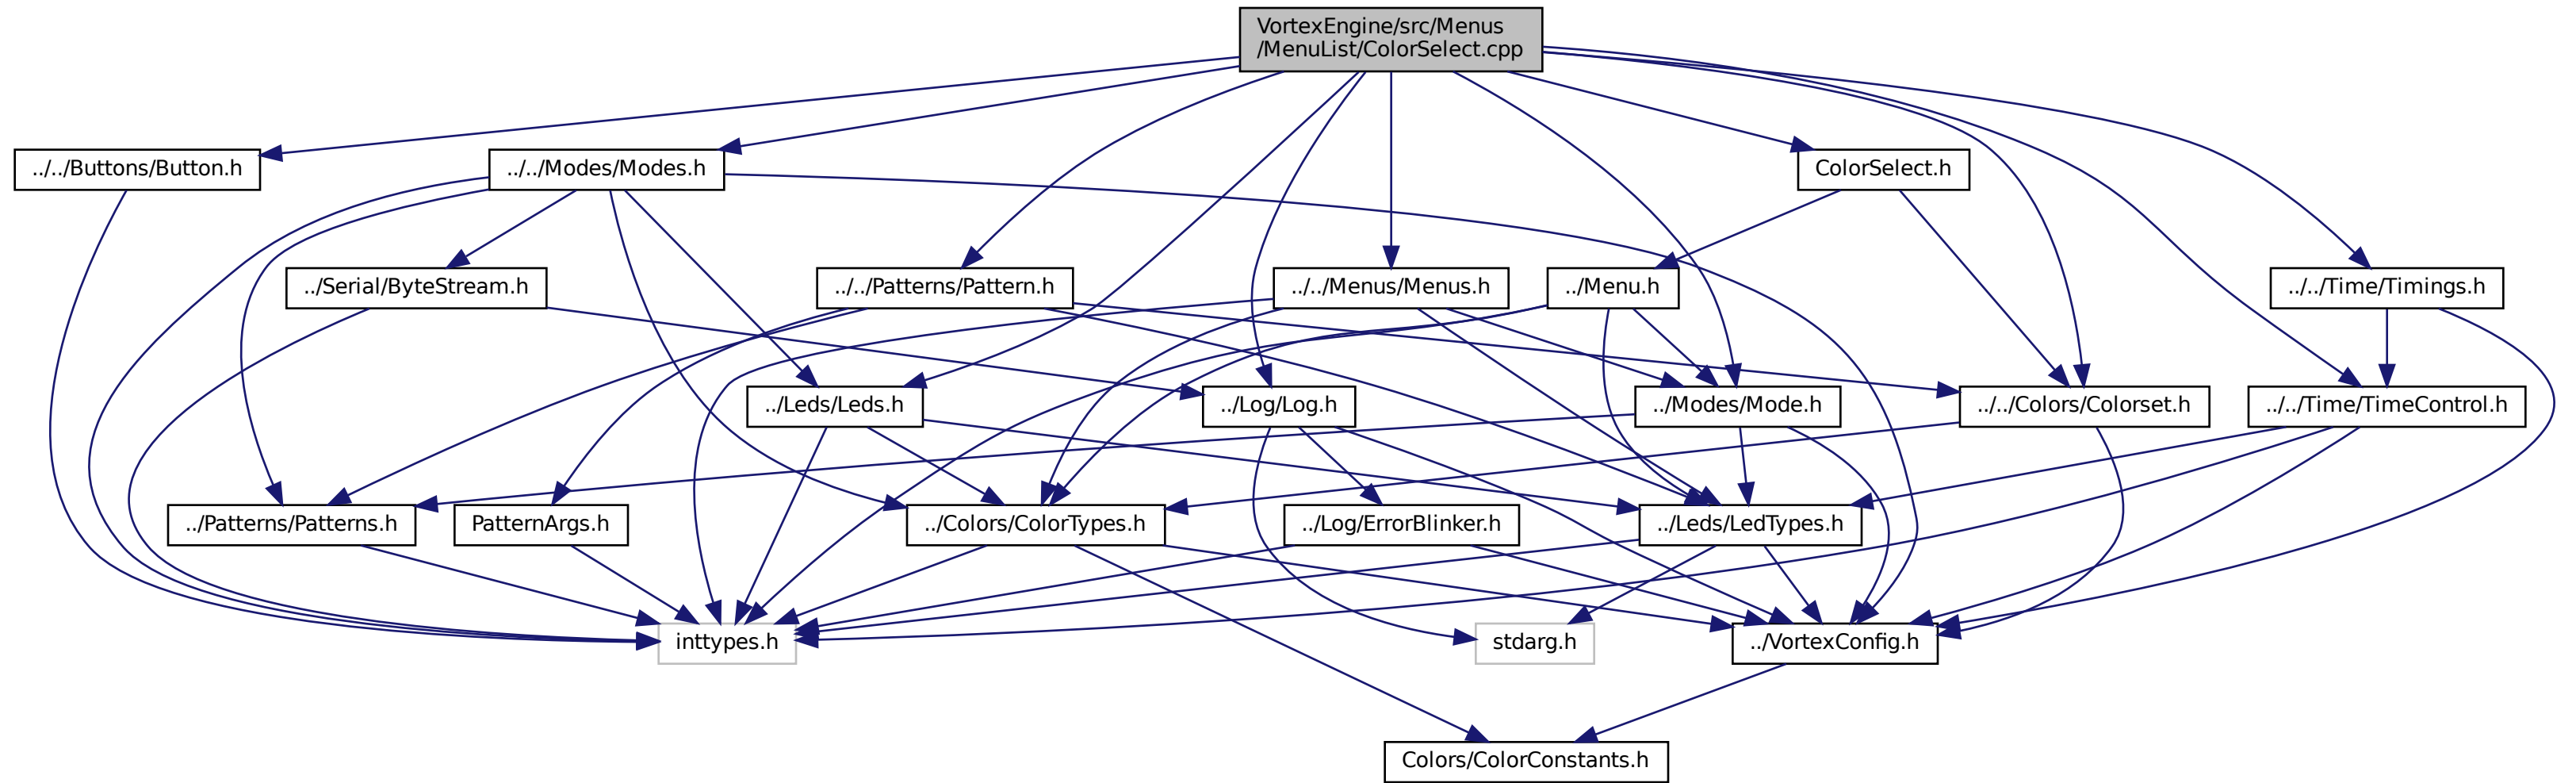 VortexEngine/src/Menus
/MenuList/ColorSelect.cpp
../../Buttons/Button.h
../../Modes/Modes.h
ColorSelect.h
../Serial/ByteStream.h
../../Patterns/Pattern.h
../../Menus/Menus.h
../Menu.h
../../Time/Timings.h
../Leds/Leds.h
../Log/Log.h
../Modes/Mode.h
../../Colors/Colorset.h
../../Time/TimeControl.h
../Patterns/Patterns.h
PatternArgs.h
../Colors/ColorTypes.h
../Log/ErrorBlinker.h
../Leds/LedTypes.h
inttypes.h
stdarg.h
../VortexConfig.h
Colors/ColorConstants.h